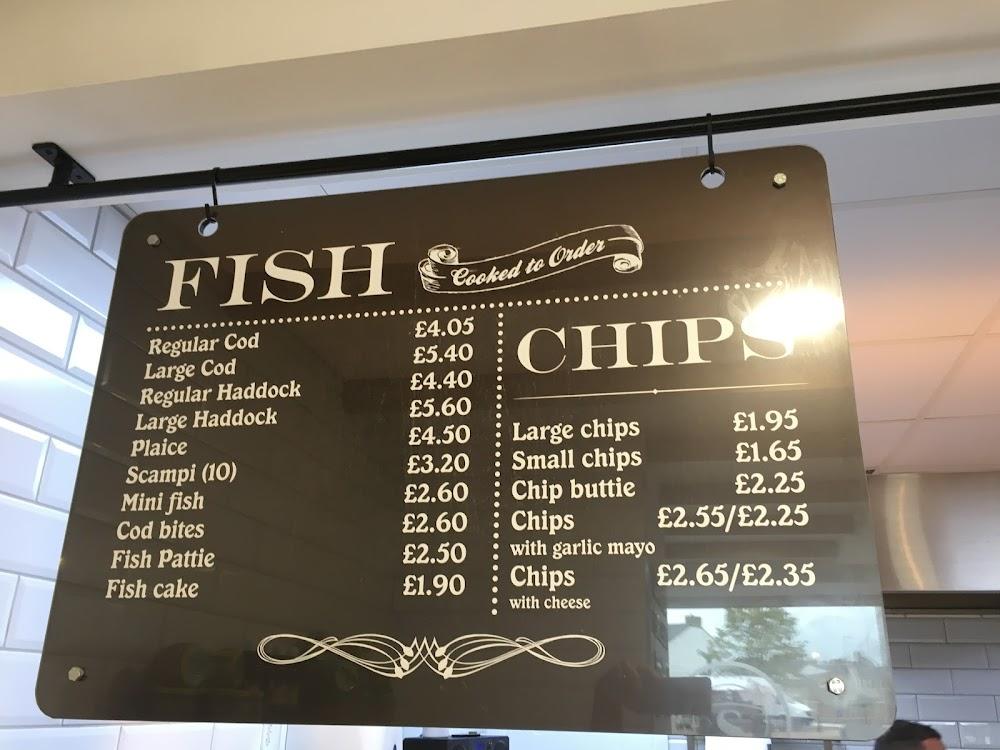 FISH
Cooked to Order
Regular Cod £4.05
Large Cod £5.40
Regular Haddock £4.40
Large Haddock £5.60
Plaice £4.50
Scampi (10) £3.20
Mini fish £2.60
Cod bites £2.60
Fish Pattie £2.50
Fish cake £1.90
CHIPS
Large chips £1.95
Small chips £1.65
Chip buttie £2.25
Chips £2.55/£2.25
with garlic mayo
Chips £2.65/£2.35
with cheese